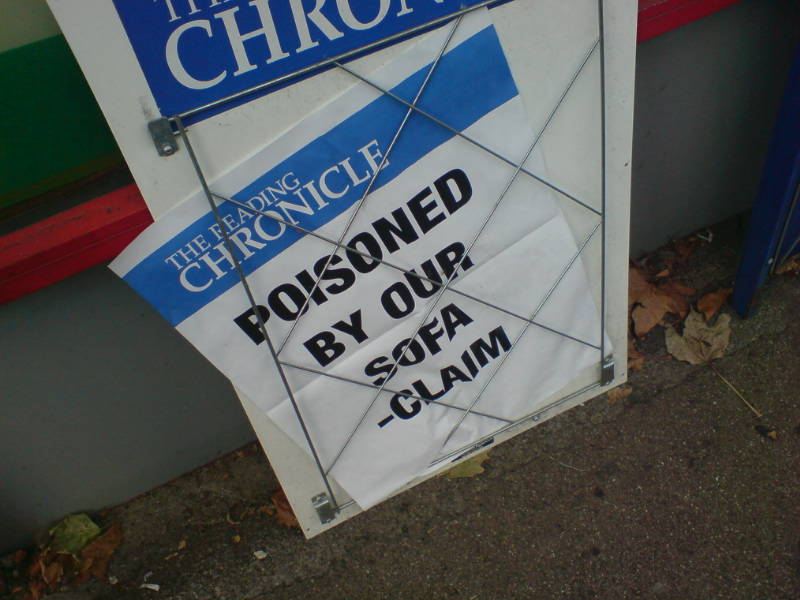 CHRON
THE READING
CHRONICLE
POISONED
BY OUR
SOFA
-CLAIM